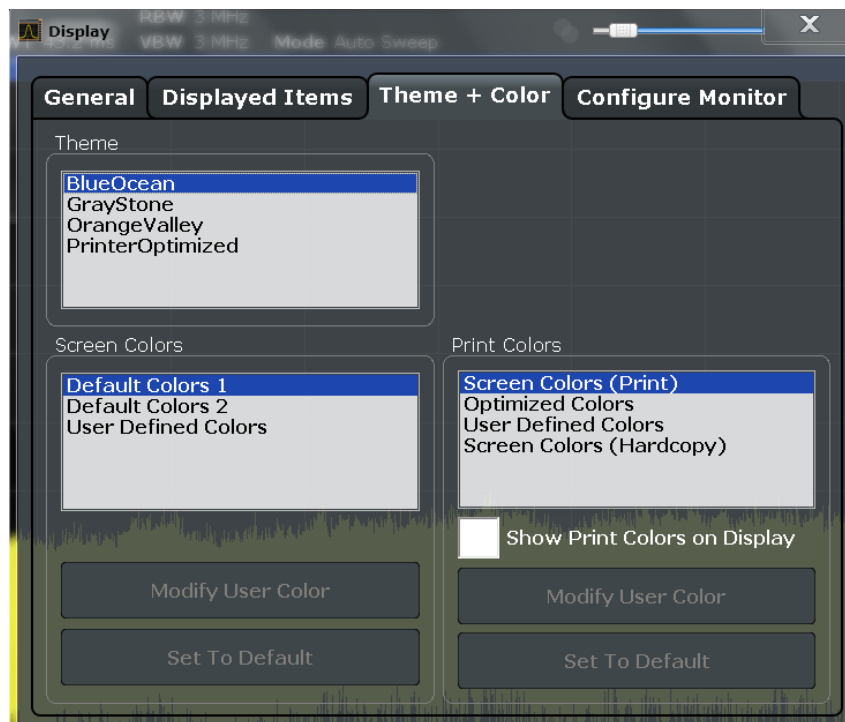 RBW 3 MHz
Display
45.2 ms VBW 3 MHz Mode Auto Sweep
X
General Displayed Items Theme + Color Configure Monitor
Theme
BlueOcean
GrayStone
OrangeValley
PrinterOptimized
Screen Colors
Default Colors 1
Default Colors 2
User Defined Colors
Modify User Color
Set To Default
Print Colors
Screen Colors (Print)
Optimized Colors
User Defined Colors
Screen Colors (Hardcopy)
Show Print Colors on Display
Modify User Color
Set To Default